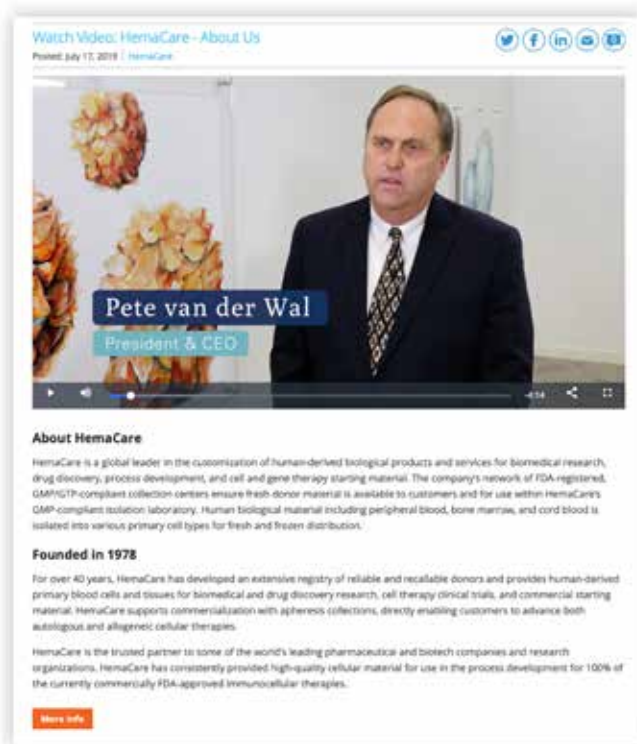 Watch Video: HemaCare - About Us
Posted: July 17, 2019 | HemaCare
Pete van der Wal
President & CEO
-4:14
About HemaCare
HemaCare is a global leader in the customization of human-derived biological products and services for biomedical research,
drug discovery, process development, and cell and gene therapy starting material. The company's network of FDA-registered,
GMP/GTP-compliant collection centers ensure fresh donor material is available to customers and for use within HemaCare's
GMP-compliant isolation laboratory. Human biological material including peripheral blood, bone marrow, and cord blood is
isolated into various primary cell types for fresh and frozen distribution.
Founded in 1978
For over 40 years, HemaCare has developed an extensive registry of reliable and recallable donors and provides human-derived
primary blood cells and tissues for biomedical and drug discovery research, cell therapy clinical trials, and commercial starting
material. HemaCare supports commercialization with apheresis collections, directly enabling customers to advance both
autologous and allogeneic cellular therapies.
HemaCare is the trusted partner to some of the world's leading pharmaceutical and biotech companies and research
organizations. HemaCare has consistently provided high-quality cellular material for use in the process development for 100% of
the currently commercially FDA-approved immunocellular therapies.
More Info